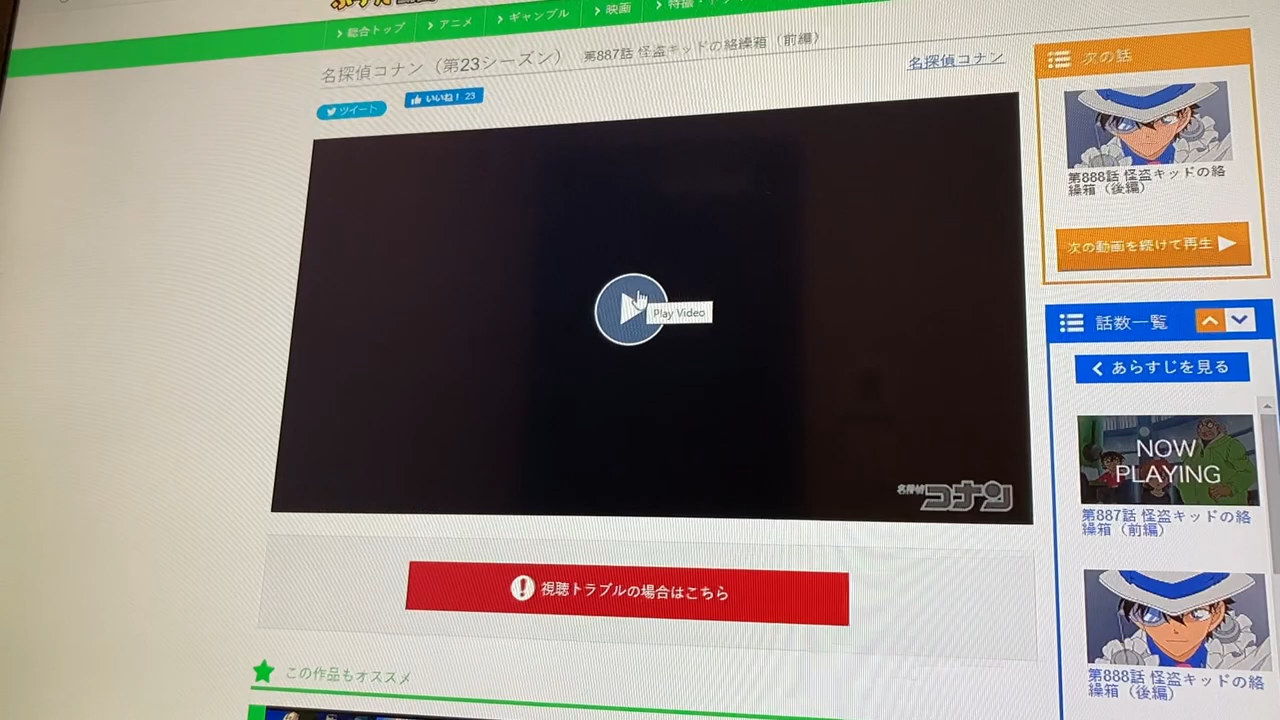 総合トップ
アニメ
ギャンブル
映画
名探偵コナン（第23シーズン） 第887話 怪盗キッドの絡繰箱（前編）
名探偵コナン
ツイート
いいね！ 23
Play Video
名探偵コナン
視聴トラブルの場合はこちら
この作品もオススメ
次の話
第888話 怪盗キッドの絡
繰箱（後編）
次の動画を続けて再生
話数一覧
あらすじを見る
NOW
PLAYING
第887話 怪盗キッドの絡
繰箱（前編）
第888話 怪盗キッドの絡
繰箱（後編）